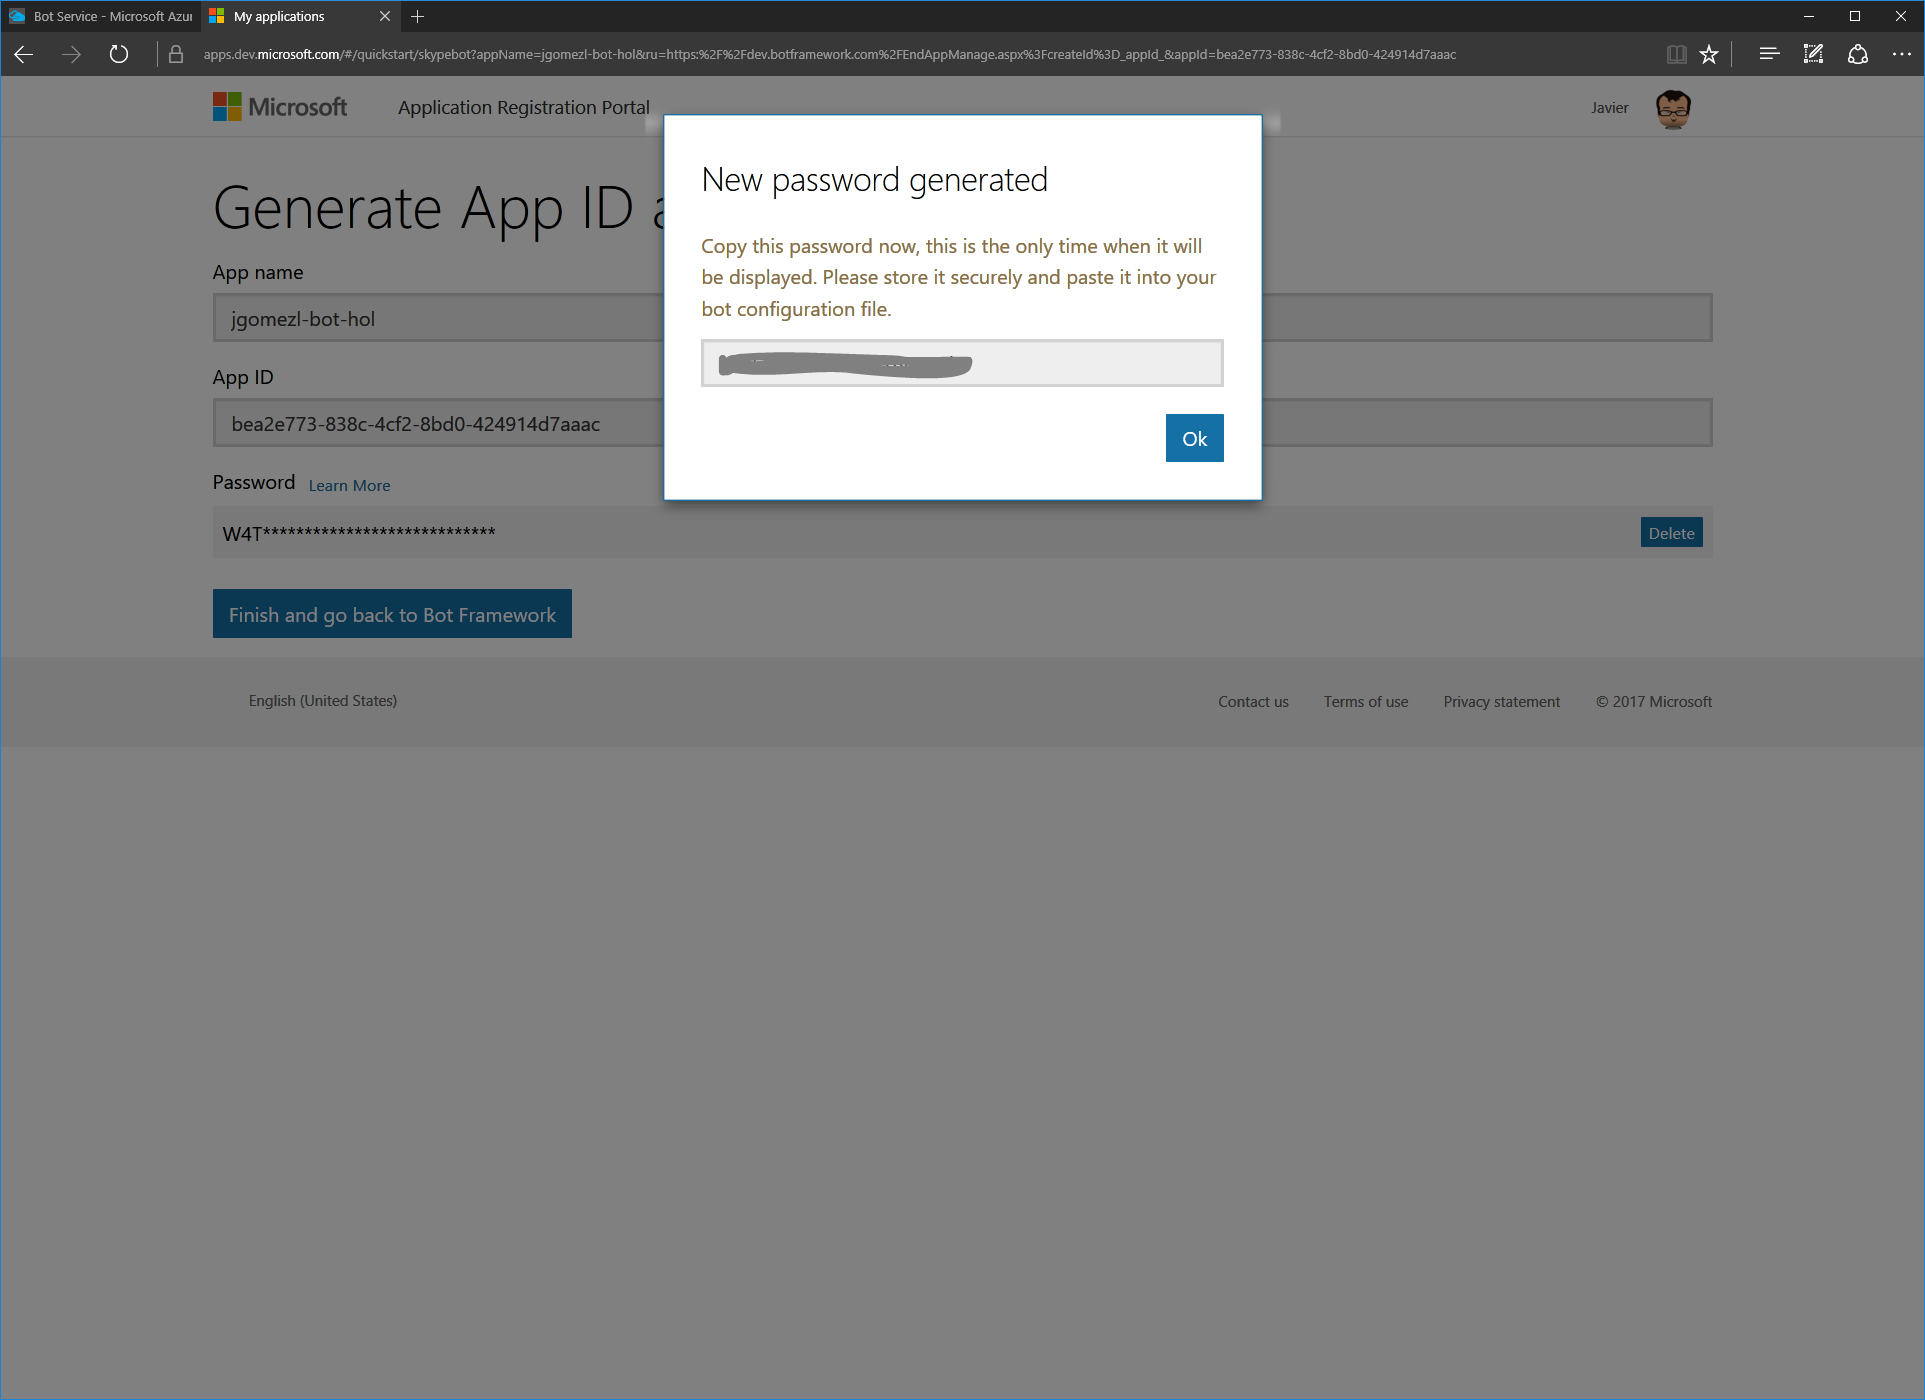 Bot Service - Microsoft Azur
My applications
apps.dev.microsoft.com/#/quickstart/skypebot?appName=jgomezl-bot-hol&ru=https:%2F%2Fdev.botframework.com%2FEndAppManage.aspx%3FcreateId%3D_appId_&appId=bea2e773-838c-4cf2-8bd0-424914d7aaac
Microsoft
Application Registration Portal
Javier
New password generated
Copy this password now, this is the only time when it will
be displayed. Please store it securely and paste it into your
bot configuration file.
Ok
Generate App ID a
App name
jgomezl-bot-hol
App ID
bea2e773-838c-4cf2-8bd0-424914d7aaac
Password Learn More
W4T****************************
Delete
Finish and go back to Bot Framework
English (United States)
Contact us
Terms of use
Privacy statement
© 2017 Microsoft